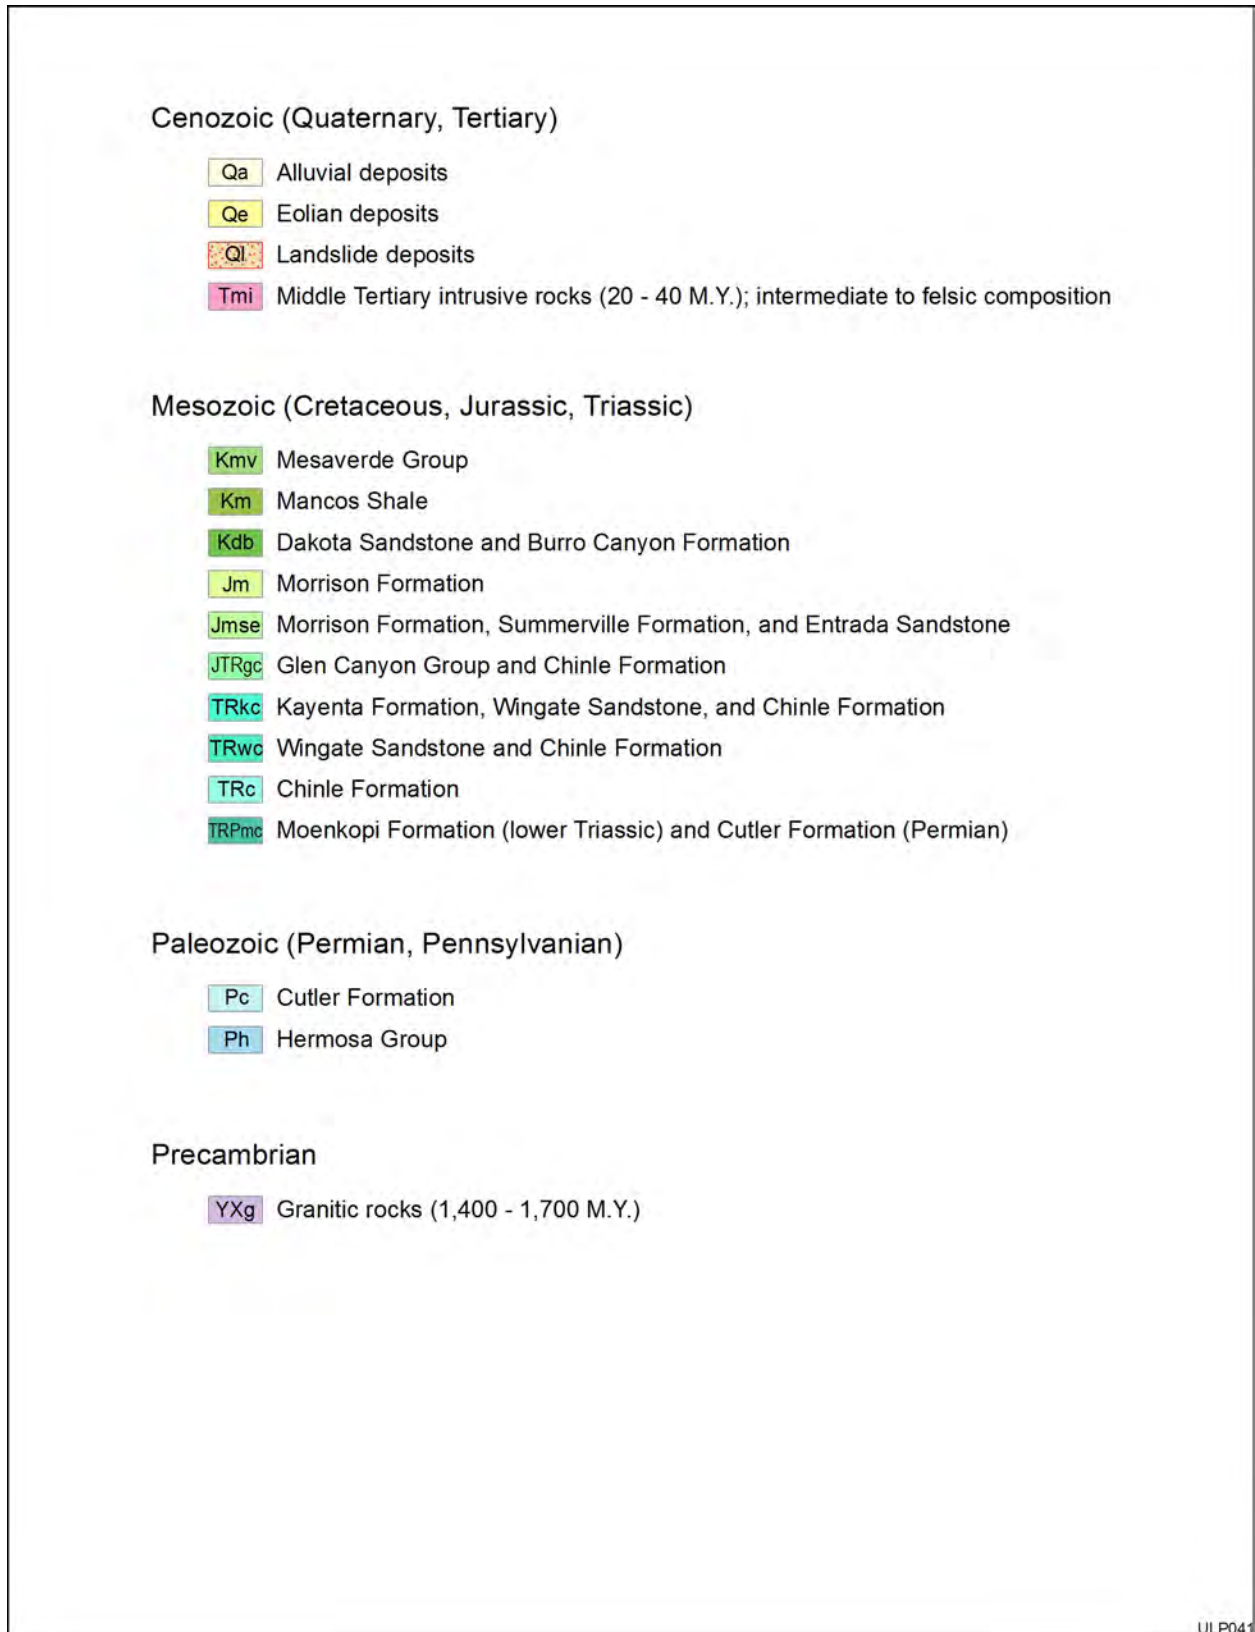 Cenozoic (Quaternary, Tertiary)
Qa Alluvial deposits
Qe Eolian deposits
Ql Landslide deposits
Tmi Middle Tertiary intrusive rocks (20 - 40 M.Y.); intermediate to felsic composition
Mesozoic (Cretaceous, Jurassic, Triassic)
Kmv Mesaverde Group
Km Mancos Shale
Kdb Dakota Sandstone and Burro Canyon Formation
Jm Morrison Formation
Jmse Morrison Formation, Summerville Formation, and Entrada Sandstone
JTRgc Glen Canyon Group and Chinle Formation
TRkc Kayenta Formation, Wingate Sandstone, and Chinle Formation
TRwc Wingate Sandstone and Chinle Formation
TRc Chinle Formation
TRPmc Moenkopi Formation (lower Triassic) and Cutler Formation (Permian)
Paleozoic (Permian, Pennsylvanian)
Pc Cutler Formation
Ph Hermosa Group
Precambrian
YXg Granitic rocks (1,400 - 1,700 M.Y.)
ULP041